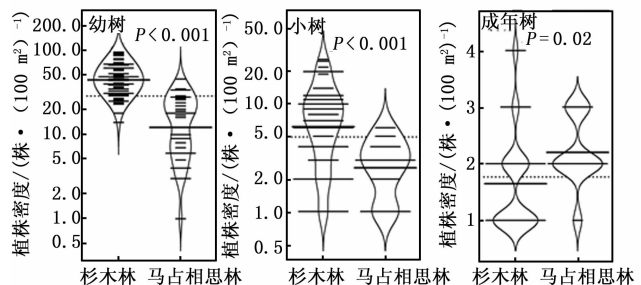 植株密度/(株·(100 m²)⁻¹)
200.0
100.0
50.0
20.0
10.0
5.0
2.0
1.0
0.5
幼树
P<0.001
杉木林 马占相思林
植株密度/(株·(100 m²)⁻¹)
50.0
20.0
10.0
5.0
2.0
1.0
0.5
小树
P<0.001
杉木林 马占相思林
植株密度/(株·(100 m²)⁻¹)
4
3
2
1
成年树
P=0.02
杉木林 马占相思林